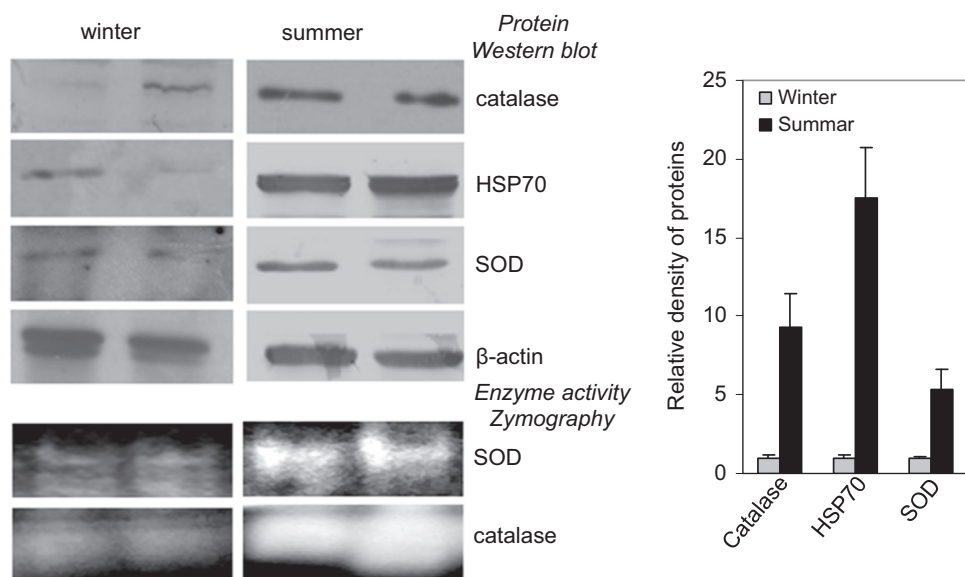 winter
summer
Protein
Western blot
catalase
HSP70
SOD
β-actin
Enzyme activity
Zymography
SOD
catalase
Relative density of proteins
25
20
15
10
5
0
Winter
Summar
Catalase
HSP70
SOD